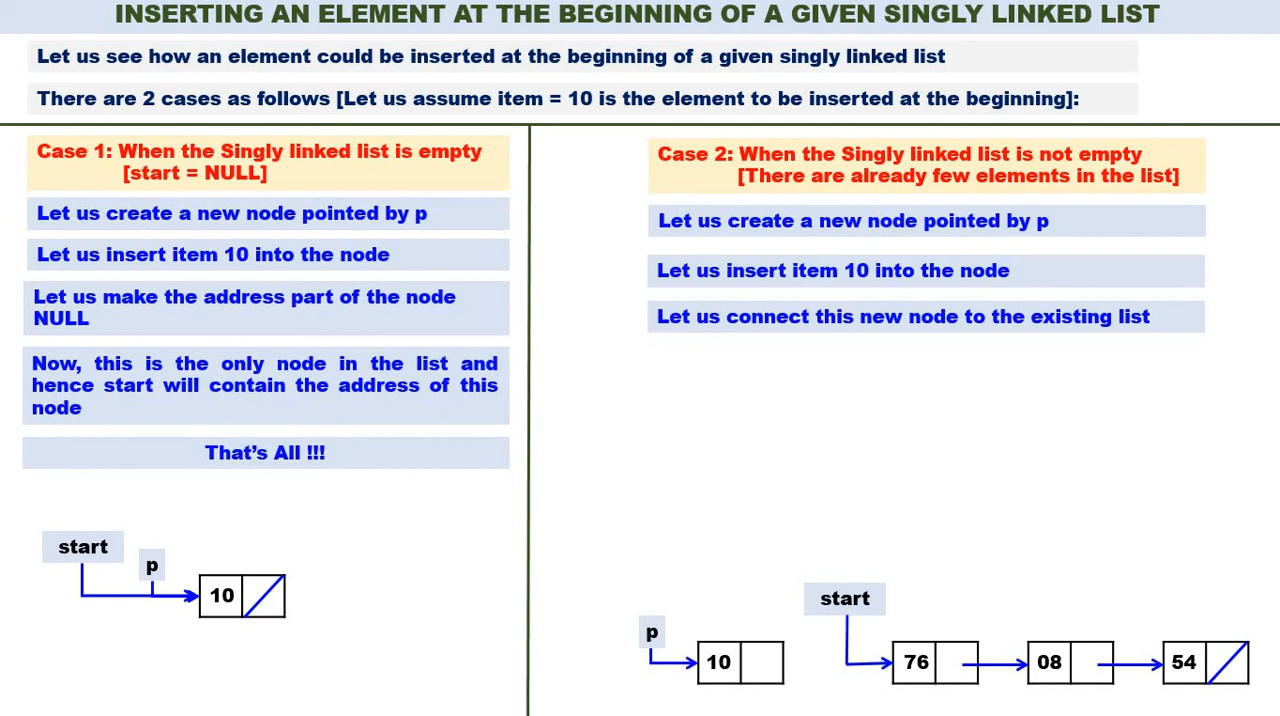 INSERTING AN ELEMENT AT THE BEGINNING OF A GIVEN SINGLY LINKED LIST
Let us see how an element could be inserted at the beginning of a given singly linked list
There are 2 cases as follows [Let us assume item = 10 is the element to be inserted at the beginning]:
Case 1: When the Singly linked list is empty
[start = NULL]
Let us create a new node pointed by p
Let us insert item 10 into the node
Let us make the address part of the node
NULL
Now, this is the only node in the list and
hence start will contain the address of this
node
That's All !!!
start
p
10
Case 2: When the Singly linked list is not empty
[There are already few elements in the list]
Let us create a new node pointed by p
Let us insert item 10 into the node
Let us connect this new node to the existing list
start
p
10
76
08
54